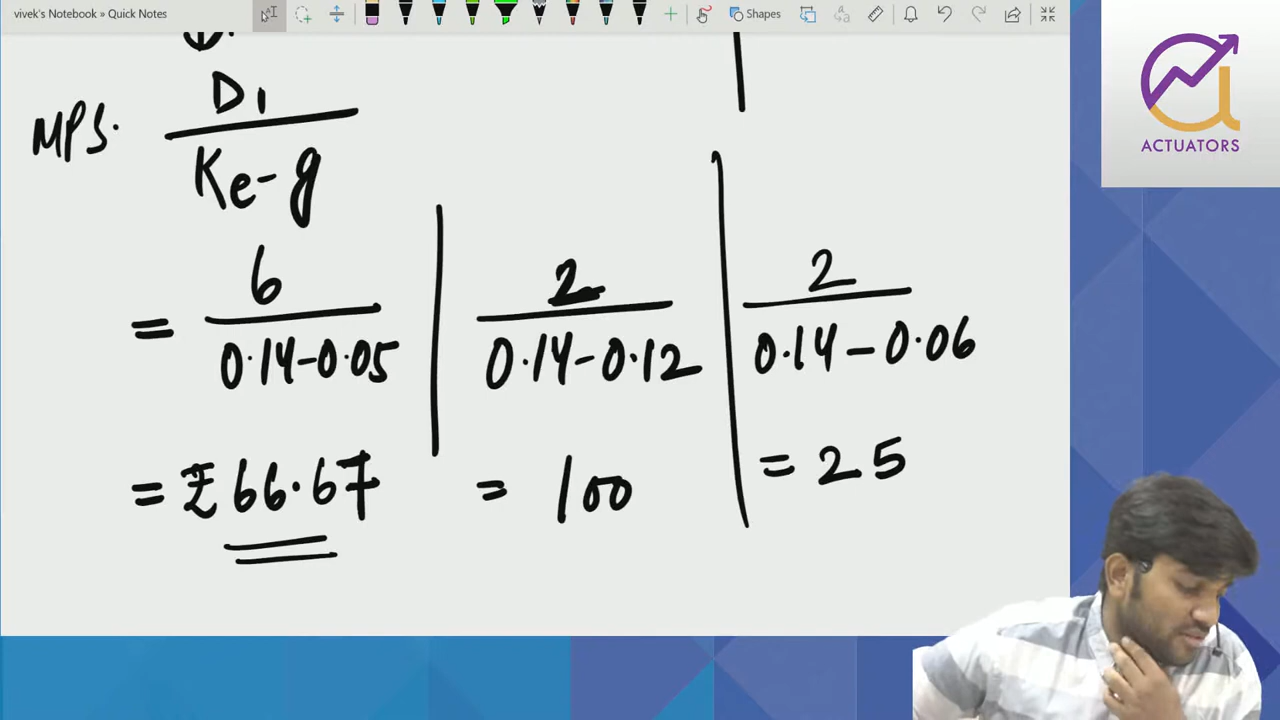 vivek's Notebook » Quick Notes
Shapes
ACTUATORS
MPS. D1 / Ke-g
= 6 / 0.14-0.05
2 / 0.14-0.12
2 / 0.14-0.06
= ₹66.67
= 100
= 25